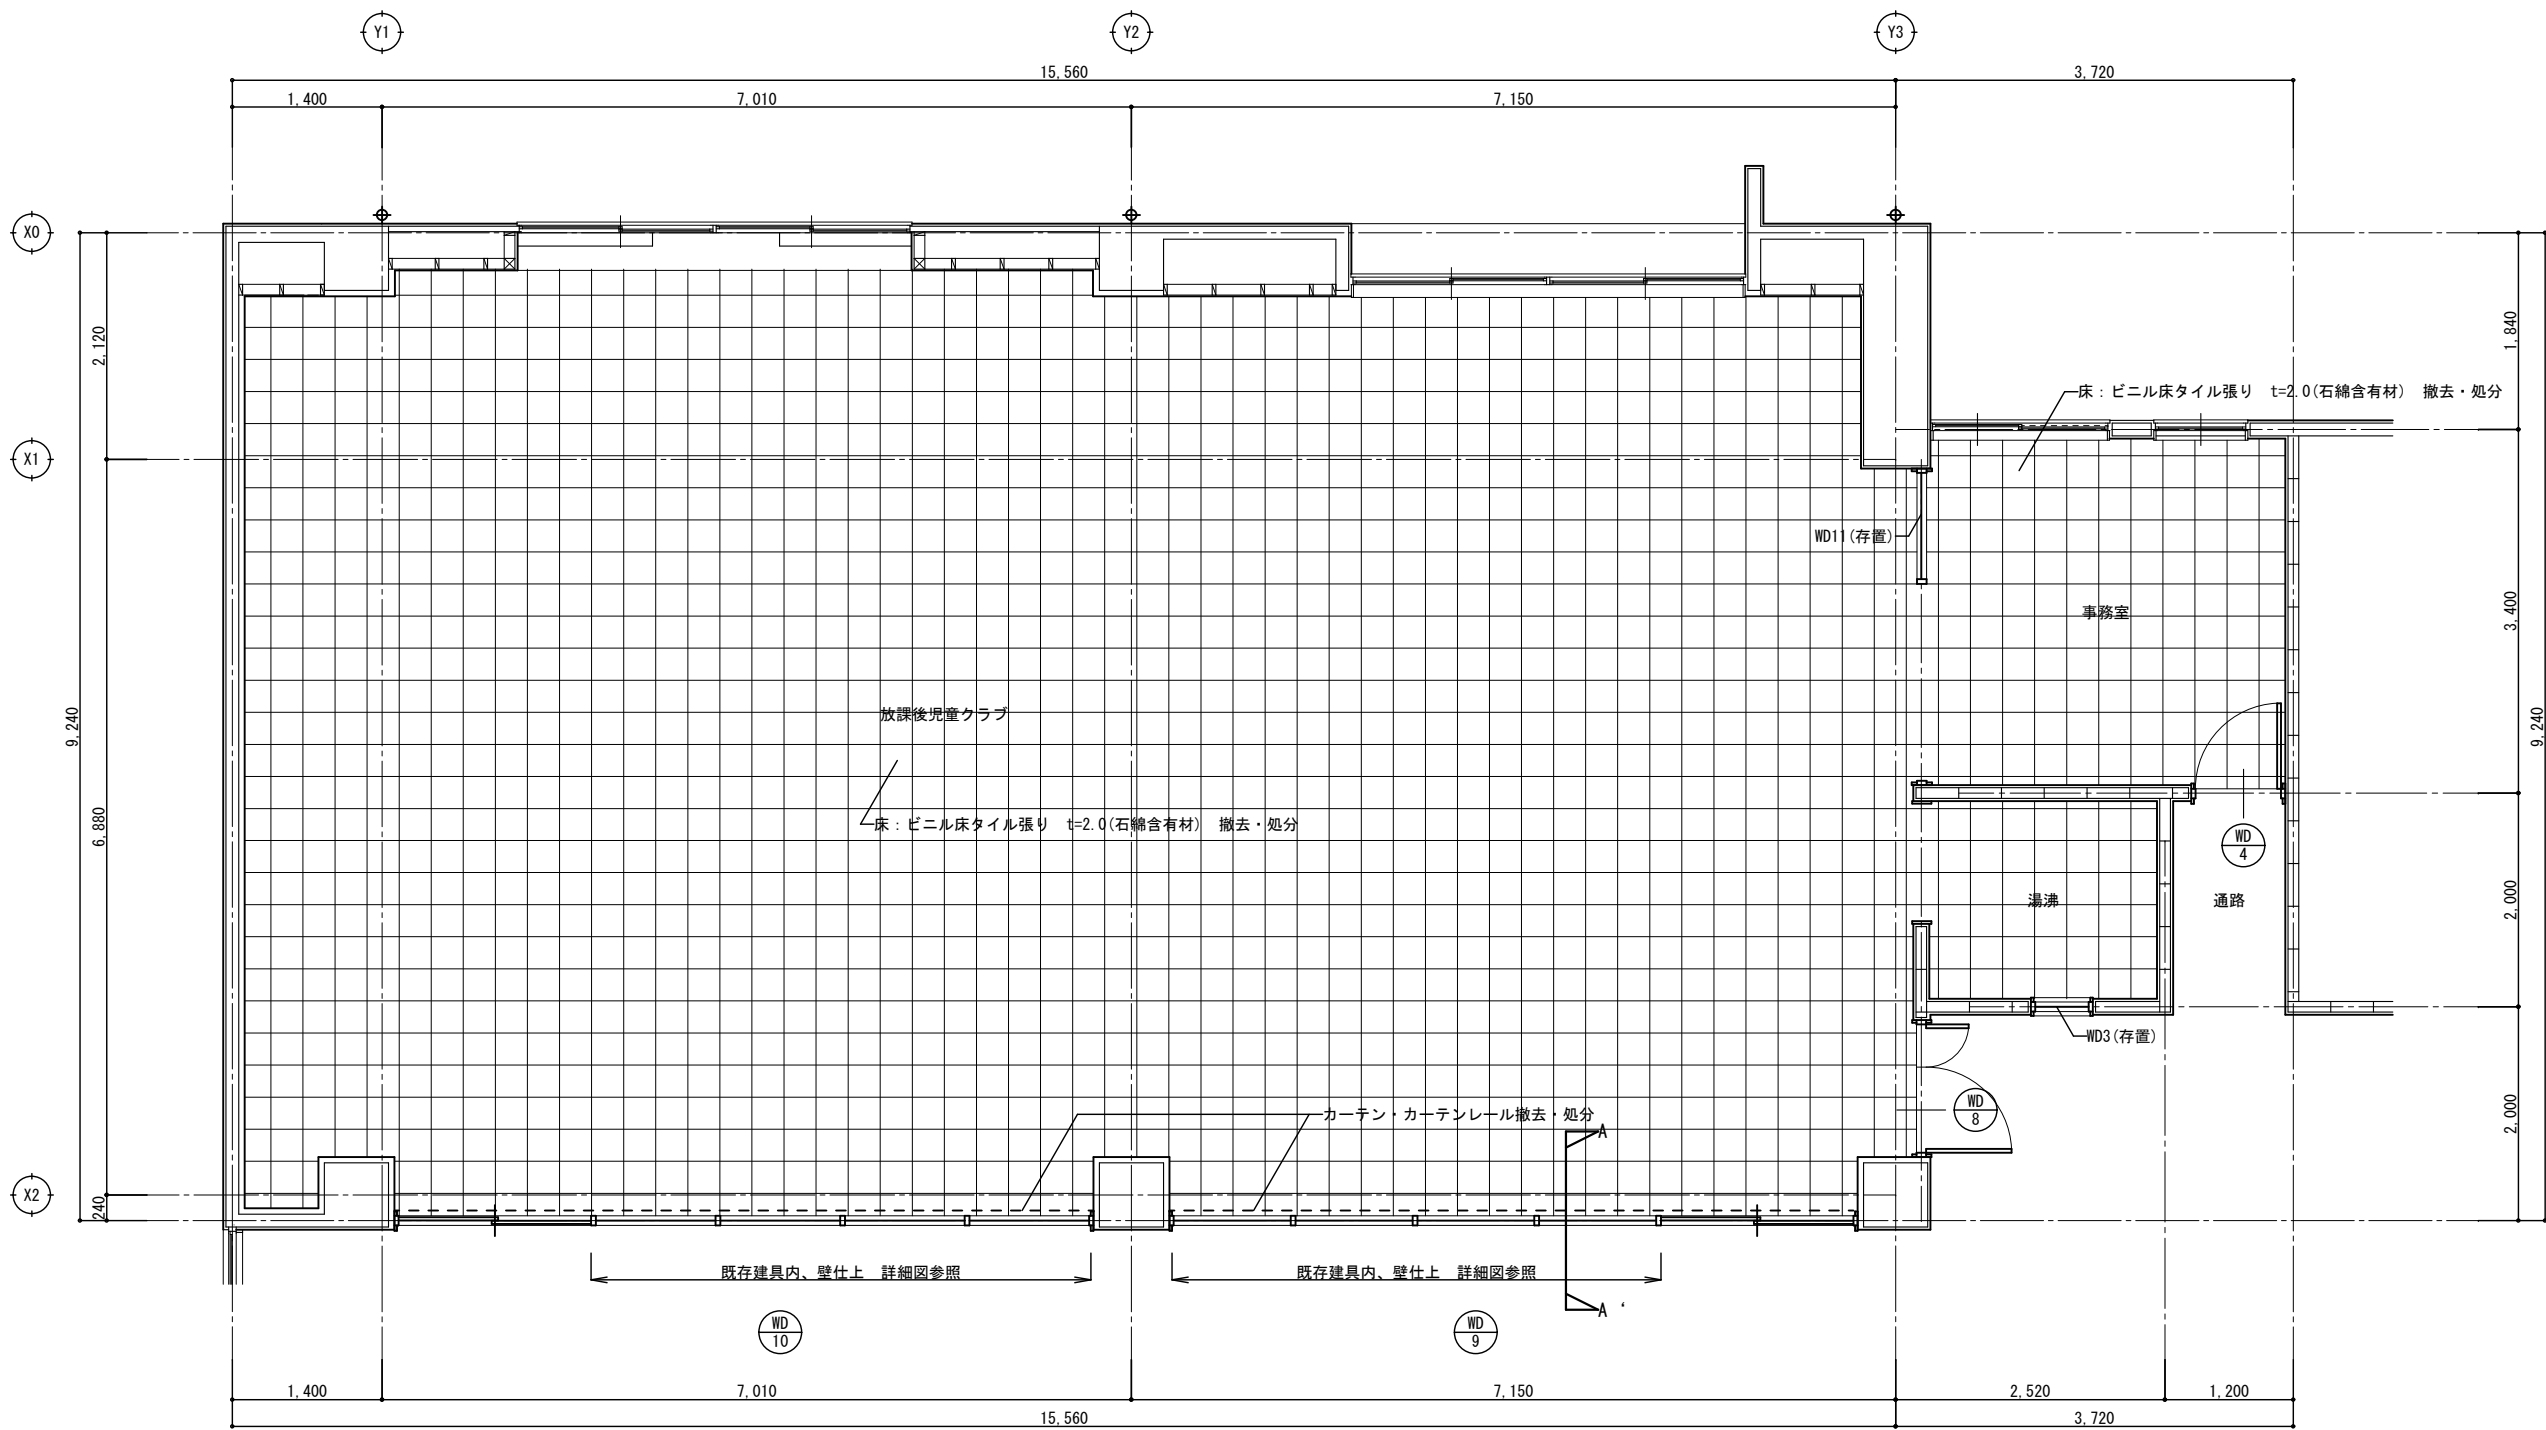 Y1
Y2
Y3
15,560
3,720
1,400
7,010
7,150
X0
X1
X2
2,120
9,240
6,880
240
1,840
3,400
9,240
2,000
2,000
床：ビニル床タイル張り　t=2.0(石綿含有材)　撤去・処分
WD11(存置)
事務室
放課後児童クラブ
床：ビニル床タイル張り　t=2.0(石綿含有材)　撤去・処分
WD
4
湯沸
通路
WD3(存置)
カーテン・カーテンレール撤去・処分
WD
8
A
既存建具内、壁仕上　詳細図参照
既存建具内、壁仕上　詳細図参照
A‘
WD
10
WD
9
1,400
7,010
7,150
2,520
1,200
15,560
3,720